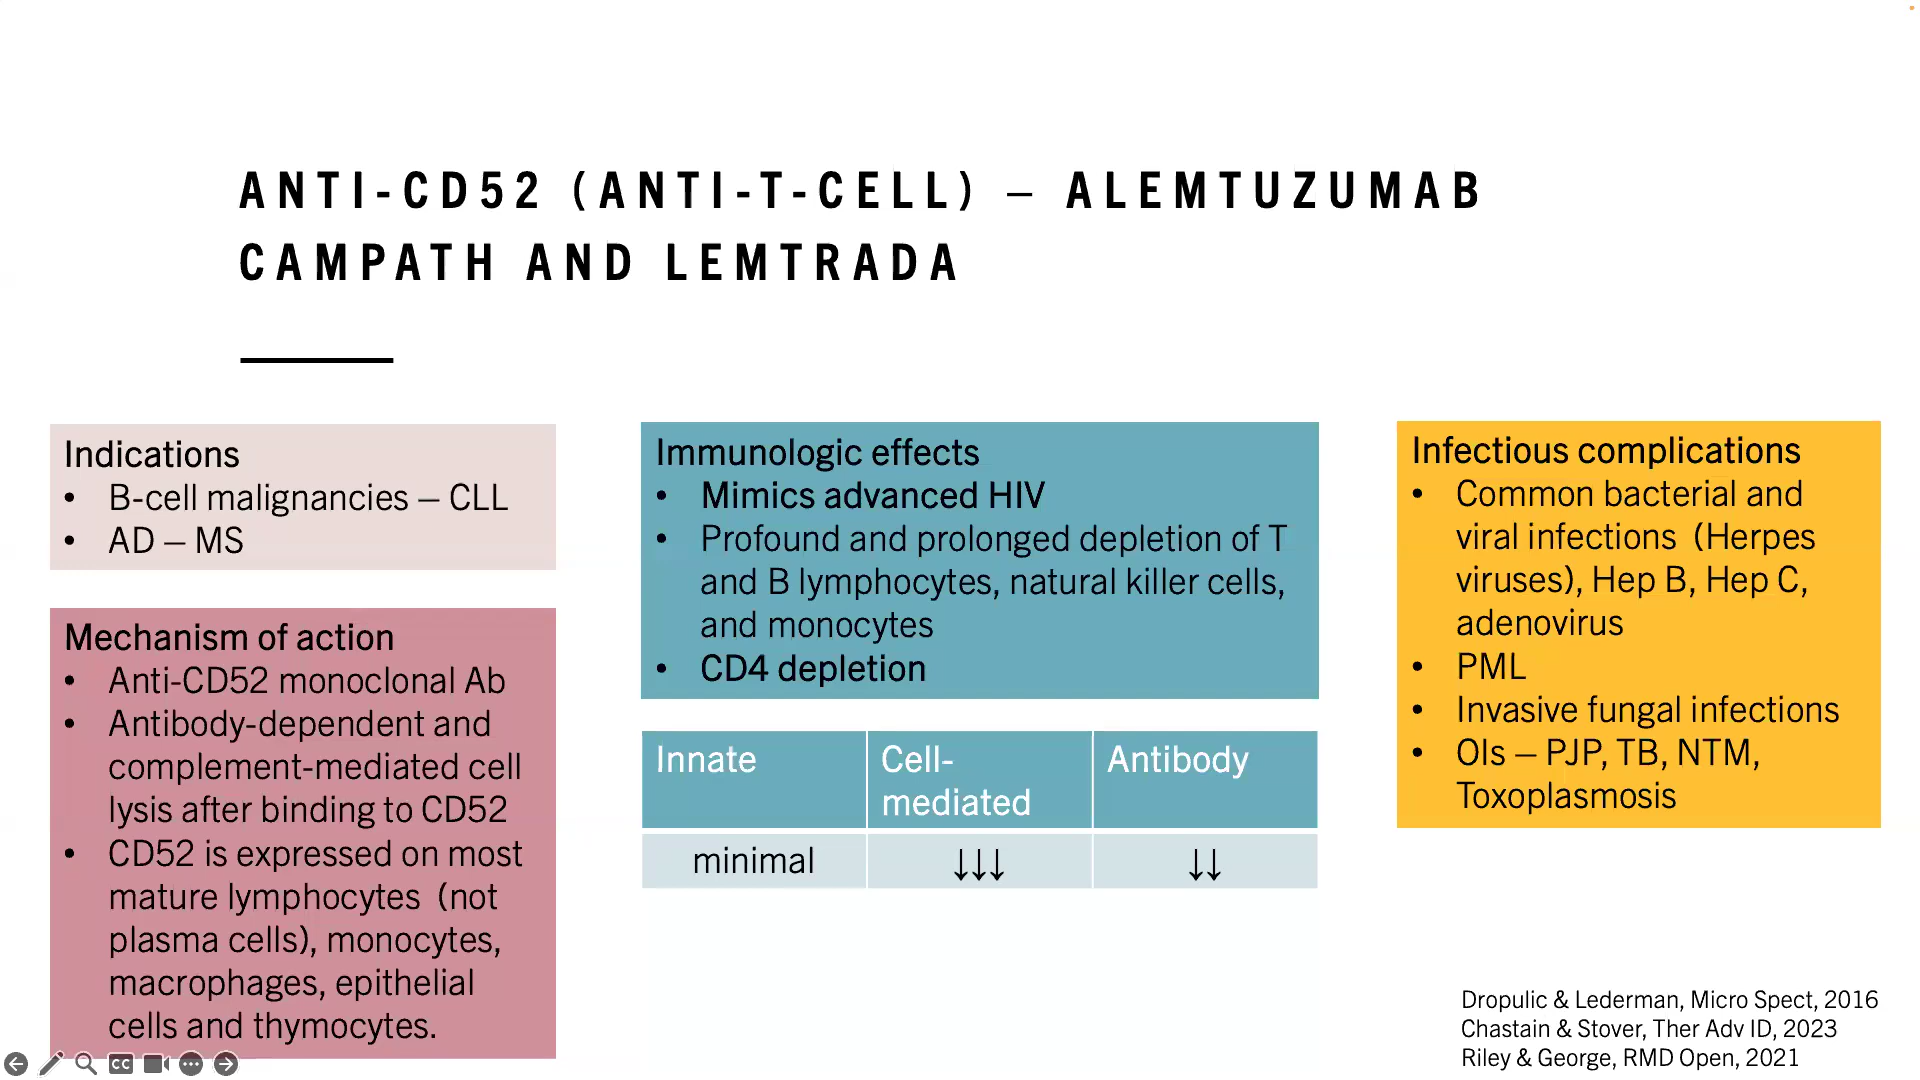 ANTI-CD52 (ANTI-T-CELL) – ALEMTUZUMAB
CAMPATH AND LEMTRADA
Indications
• B-cell malignancies – CLL
• AD – MS
Mechanism of action
• Anti-CD52 monoclonal Ab
• Antibody-dependent and
complement-mediated cell
lysis after binding to CD52
• CD52 is expressed on most
mature lymphocytes (not
plasma cells), monocytes,
macrophages, epithelial
cells and thymocytes.
Immunologic effects
• Mimics advanced HIV
• Profound and prolonged depletion of T
and B lymphocytes, natural killer cells,
and monocytes
• CD4 depletion
Innate
Cell-
mediated
Antibody
minimal
↓↓↓
↓↓
Infectious complications
• Common bacterial and
viral infections (Herpes
viruses), Hep B, Hep C,
adenovirus
• PML
• Invasive fungal infections
• OIs – PJP, TB, NTM,
Toxoplasmosis
Dropulic & Lederman, Micro Spect, 2016
Chastain & Stover, Ther Adv ID, 2023
Riley & George, RMD Open, 2021
CC